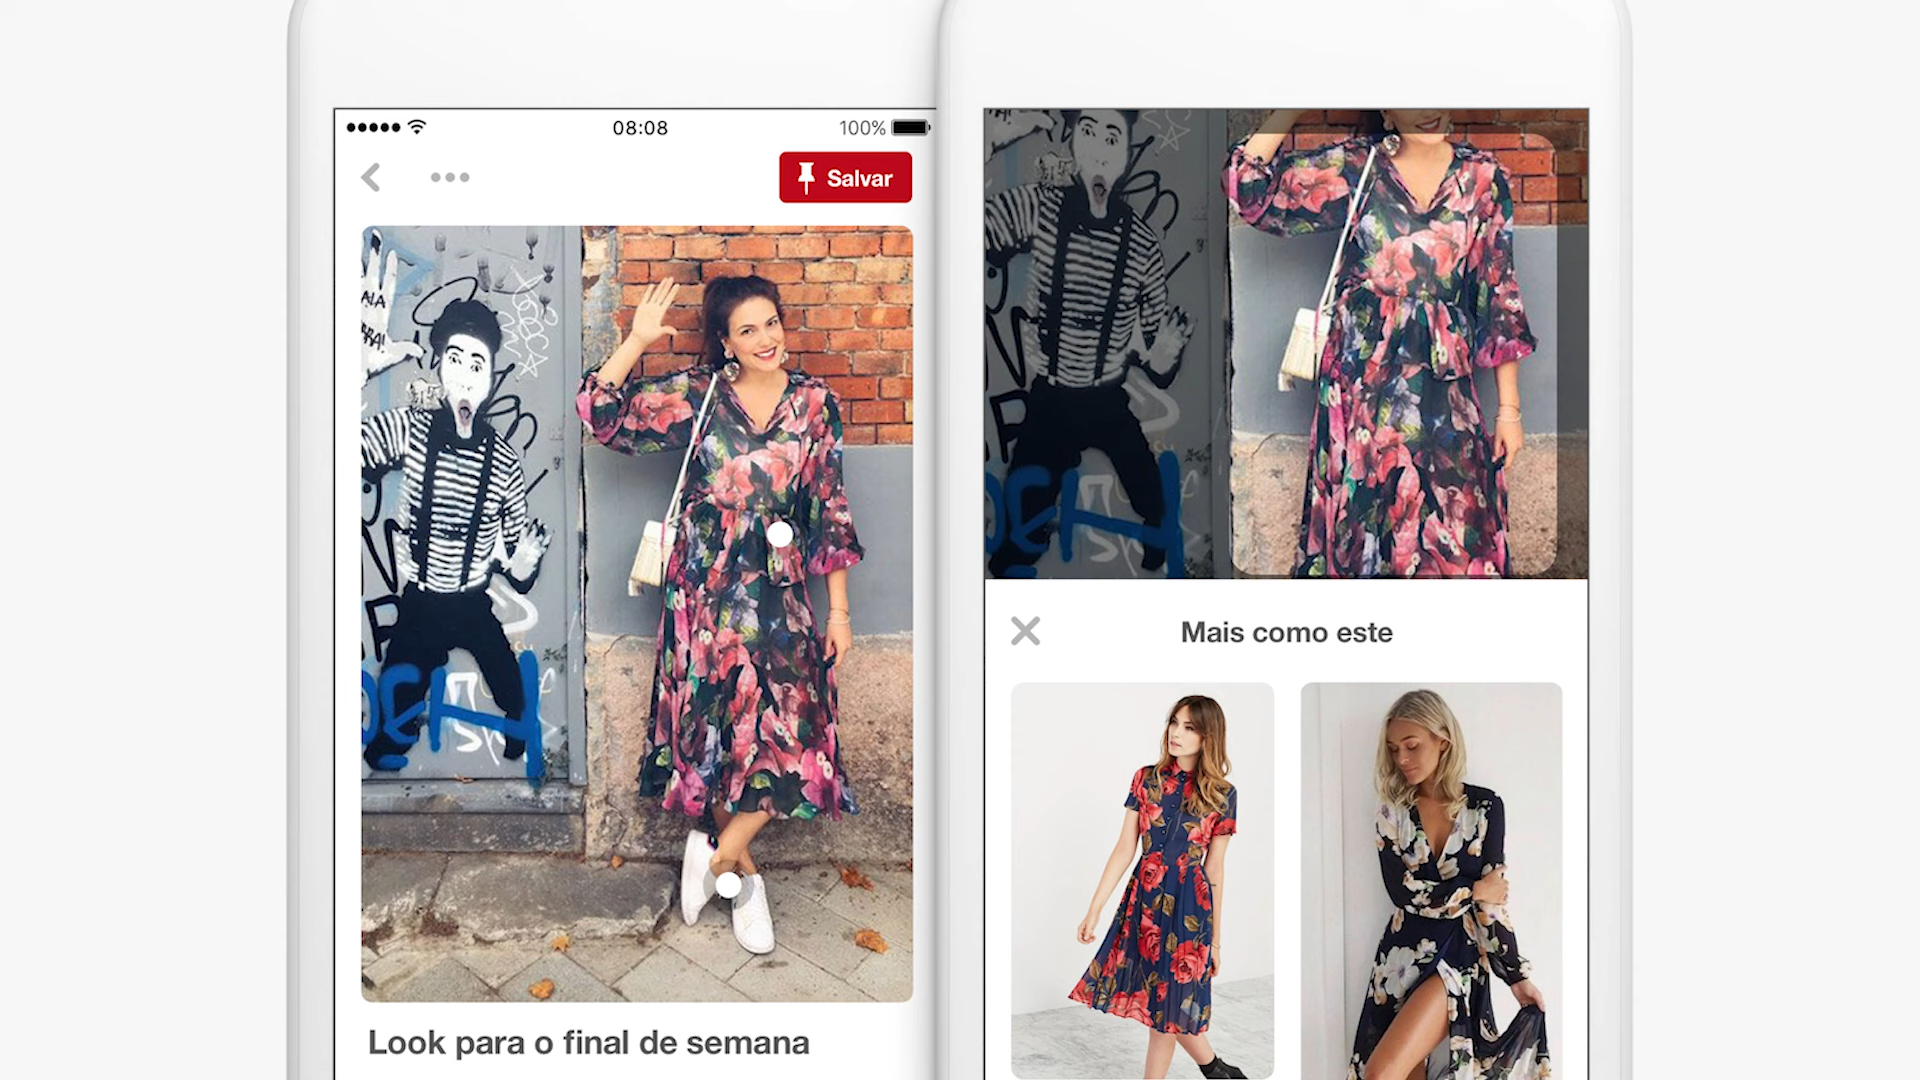 08:08
100%
Salvar
Look para o final de semana
Mais como este